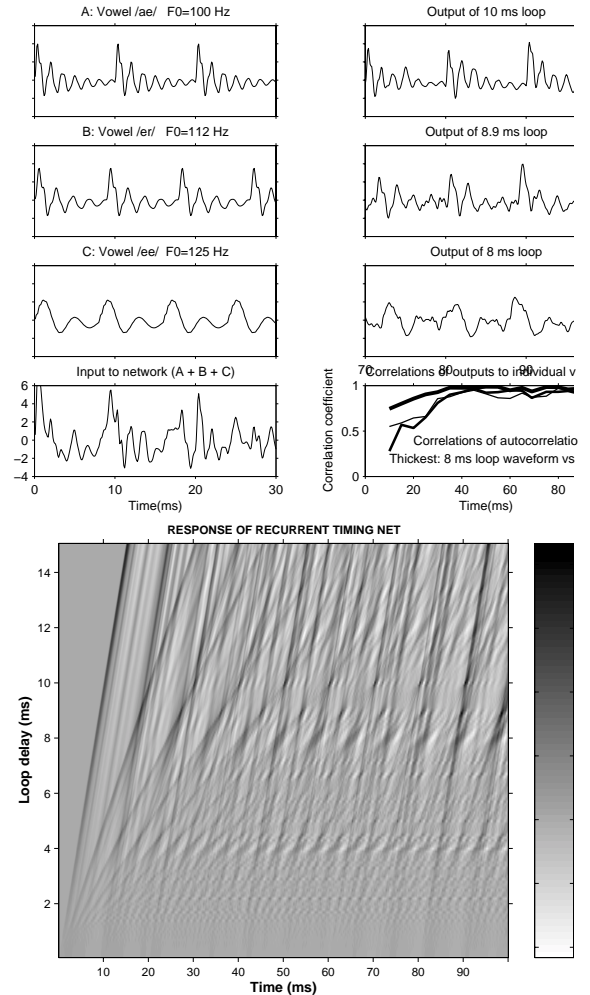 A: Vowel /ae/ F0=100 Hz
Output of 10 ms loop
B: Vowel /er/ F0=112 Hz
Output of 8.9 ms loop
C: Vowel /ee/ F0=125 Hz
Output of 8 ms loop
70 80 90
Input to network (A + B + C)
Correlations of outputs to individual v
6
4
2
0
−2
−4
0 10 20 30
Time(ms)
Correlation coefficient
1
0.5
0
Correlations of autocorrelatio
Thickest: 8 ms loop waveform vs
0 20 40 60 80
Time(ms)
RESPONSE OF RECURRENT TIMING NET
Loop delay (ms)
14
12
10
8
6
4
2
10 20 30 40 50 60 70 80 90
Time (ms)